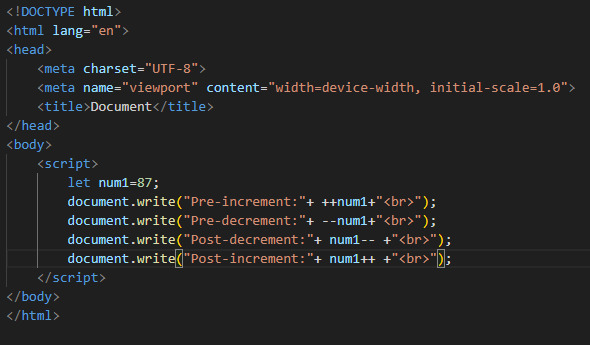 <!DOCTYPE html>
<html lang="en">
<head>
    <meta charset="UTF-8">
    <meta name="viewport" content="width=device-width, initial-scale=1.0">
    <title>Document</title>
</head>
<body>
    <script>
        let num1=87;
        document.write("Pre-increment:"+ ++num1+"<br>");
        document.write("Pre-decrement:"+ --num1+"<br>");
        document.write("Post-decrement:"+ num1-- +"<br>");
        document.write("Post-increment:"+ num1++ +"<br>");
    </script>
</body>
</html>